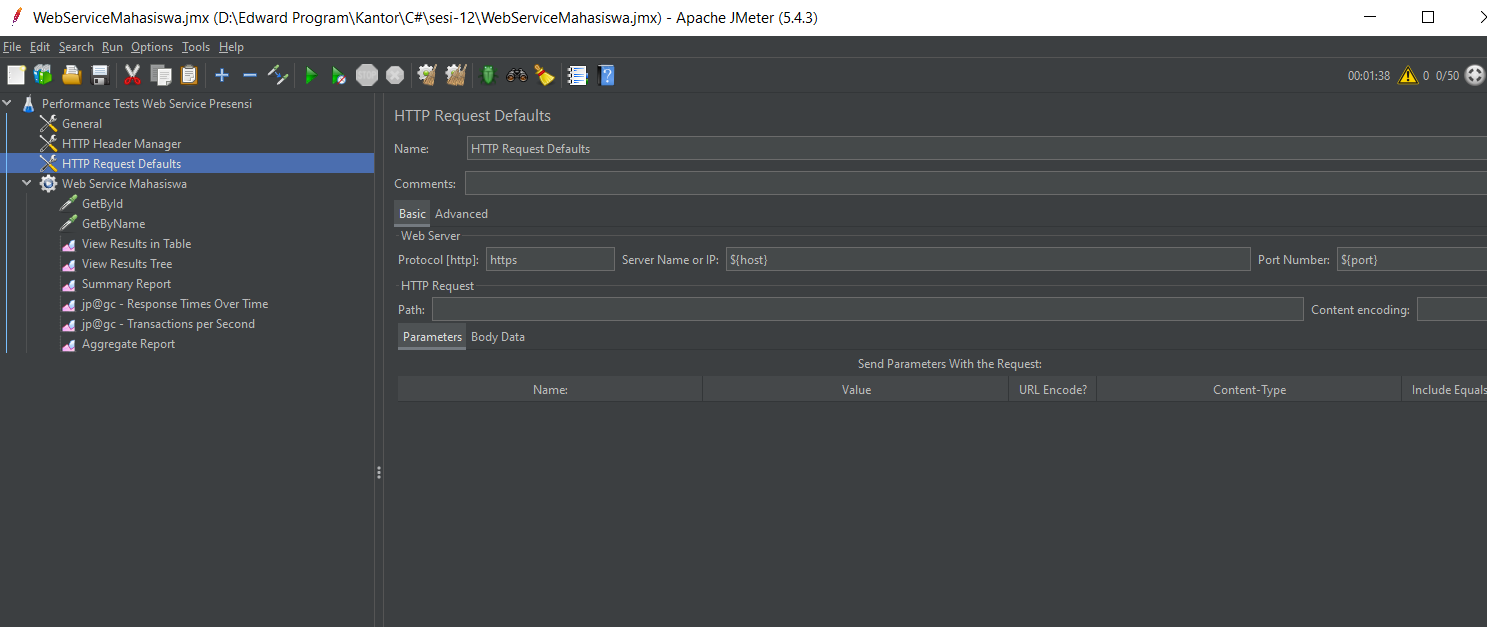 WebServiceMahasiswa.jmx (D:\Edward Program\Kantor\C#\sesi-12\WebServiceMahasiswa.jmx) - Apache JMeter (5.4.3)
File Edit Search Run Options Tools Help
STOP 00:01:38 0 0/50
Performance Tests Web Service Presensi
General
HTTP Header Manager
HTTP Request Defaults
Web Service Mahasiswa
GetById
GetByName
View Results in Table
View Results Tree
Summary Report
jp@gc - Response Times Over Time
jp@gc - Transactions per Second
Aggregate Report
HTTP Request Defaults
Name: HTTP Request Defaults
Comments:
Basic Advanced
Web Server
Protocol [http]: https Server Name or IP: ${host} Port Number: ${port}
HTTP Request
Path: Content encoding:
Parameters Body Data
Send Parameters With the Request:
Name: Value URL Encode? Content-Type Include Equals